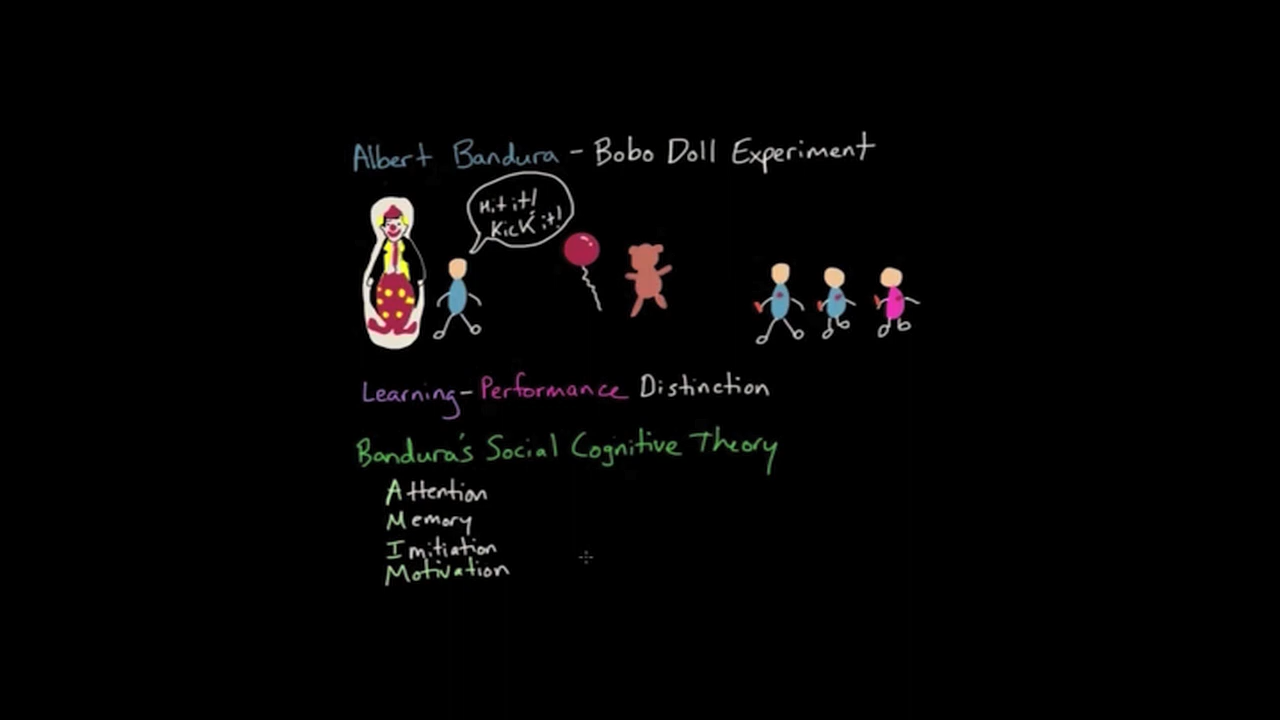 Albert Bandura - Bobo Doll Experiment
Hit it!
Kick it!
Learning-Performance Distinction
Bandura's Social Cognitive Theory
Attention
Memory
Imitiation
Motivation